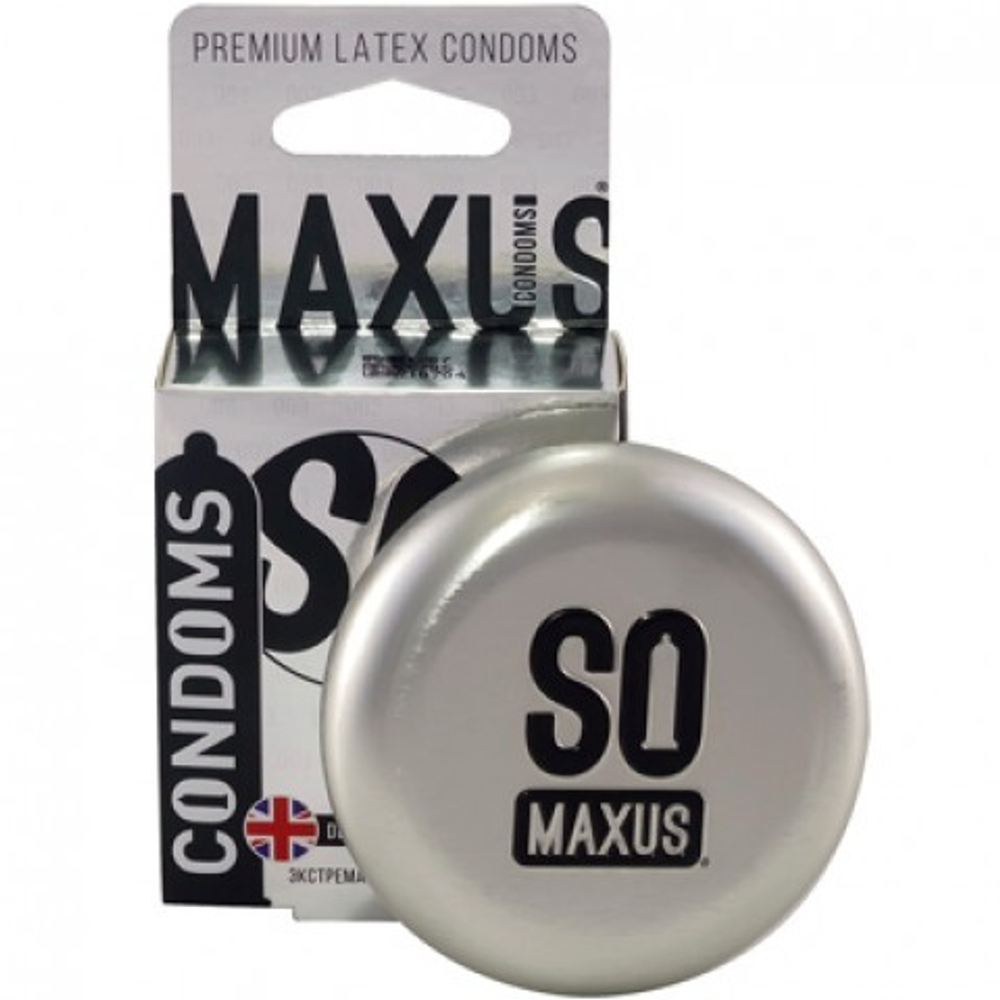 PREMIUM LATEX CONDOMS
MAXUS®
CONDOMS
CONDOMS
SO
SO
MAXUS